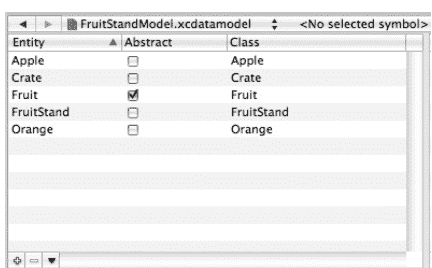 FruitStandModel.xcdatamodel <No selected symbol>
Entity Abstract Class
Apple Apple
Crate Crate
Fruit Fruit
FruitStand FruitStand
Orange Orange